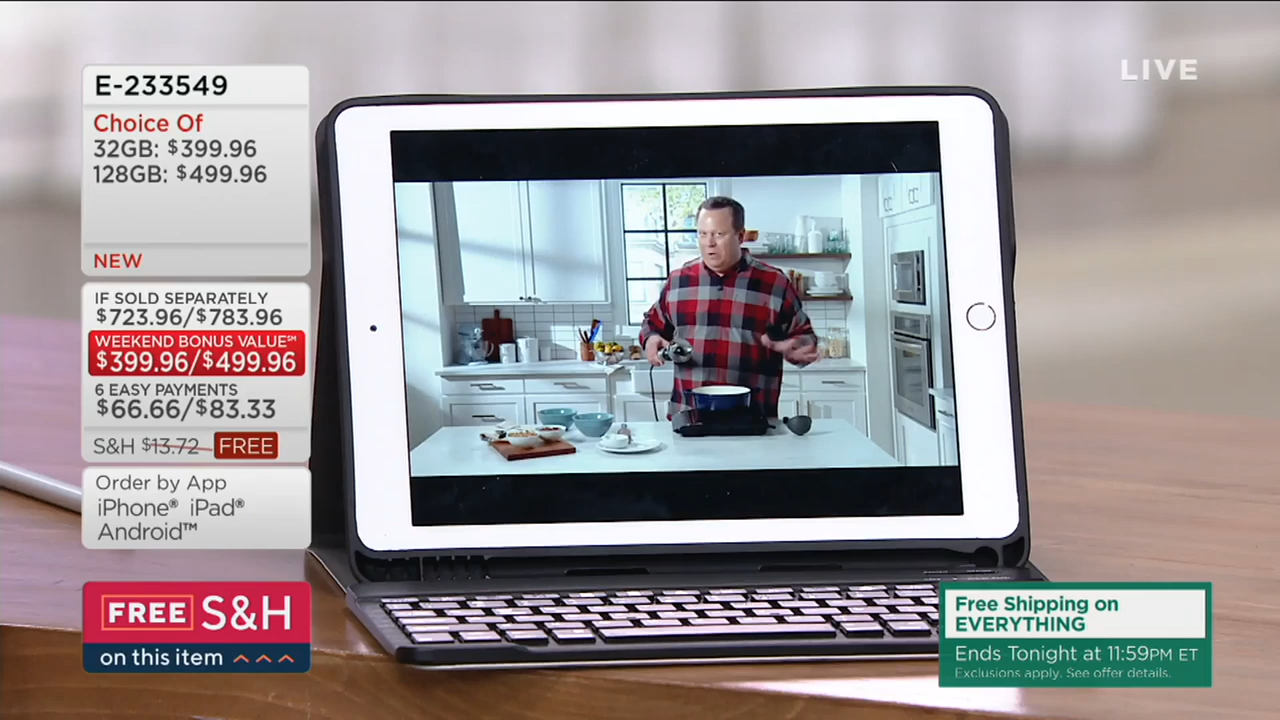 E-233549
Choice Of
32GB: $399.96
128GB: $499.96
NEW
IF SOLD SEPARATELY
$723.96/$783.96
WEEKEND BONUS VALUE℠
$399.96/$499.96
6 EASY PAYMENTS
$66.66/$83.33
S&H $13.72 FREE
Order by App
iPhone® iPad®
Android™
FREE S&H
on this item
LIVE
Free Shipping on
EVERYTHING
Ends Tonight at 11:59PM ET
Exclusions apply. See offer details.